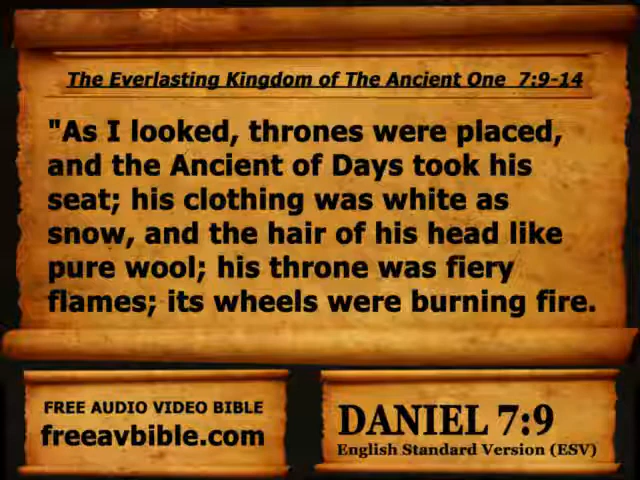 The Everlasting Kingdom of The Ancient One 7:9-14
"As I looked, thrones were placed,
and the Ancient of Days took his
seat; his clothing was white as
snow, and the hair of his head like
pure wool; his throne was fiery
flames; its wheels were burning fire.
FREE AUDIO VIDEO BIBLE
freeavbible.com
DANIEL 7:9
English Standard Version (ESV)